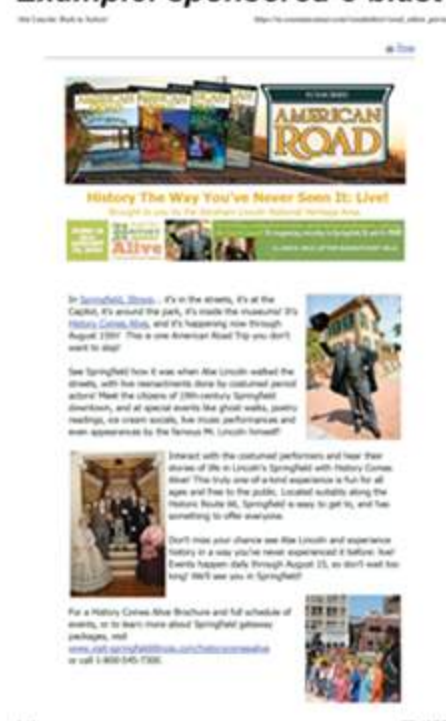 Example: Sponsored e-blast
Print
AMERICAN
ROAD
History The Way You've Never Seen It: Live!
Brought to you by the Abraham Lincoln National Heritage Area
Alive
In Springfield, Illinois... it's in the streets, it's at the
Capitol, it's around the park, it's inside the museums! It's
History Comes Alive, and it's happening now through
August 15th! This is one American Road Trip you don't
want to skip!
See Springfield how it was when Abe Lincoln walked the
streets, with live reenactments done by costumed period
actors! Meet the citizens of 19th-century Springfield
downtown, and at special events like ghost walks, poetry
readings, ice cream socials, live music performances and
even appearances by the famous Mr. Lincoln himself!
Interact with the costumed performers and hear their
stories of life in Lincoln's Springfield with History Comes
Alive! This truly one-of-a-kind experience is fun for all
ages and free to the public. Located suitably along the
Historic Route 66, Springfield is easy to get to, and has
something to offer everyone.
Don't miss your chance see Abe Lincoln and experience
history in a way you've never experienced it before: live!
Events happen daily through August 15, so don't wait too
long! We'll see you in Springfield!
For a History Comes Alive Brochure and full schedule of
events, or to learn more about Springfield getaway
packages, visit
www.visit-springfieldillinois.com/historycomesalive
or call 1-800-545-7300.